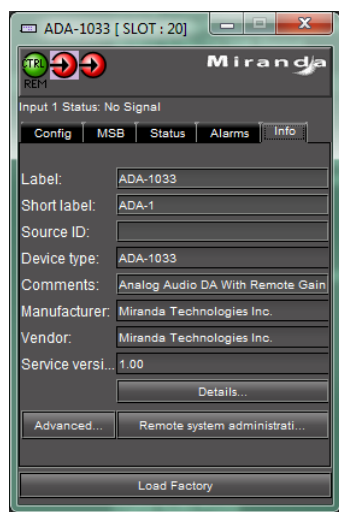 ADA-1033 [ SLOT : 20]
CTRL
REM
Miranda
Input 1 Status: No Signal
Config MSB Status Alarms Info
Label: ADA-1033
Short label: ADA-1
Source ID:
Device type: ADA-1033
Comments: Analog Audio DA With Remote Gain
Manufacturer: Miranda Technologies Inc.
Vendor: Miranda Technologies Inc.
Service versi... 1.00
Details...
Advanced... Remote system administrati...
Load Factory